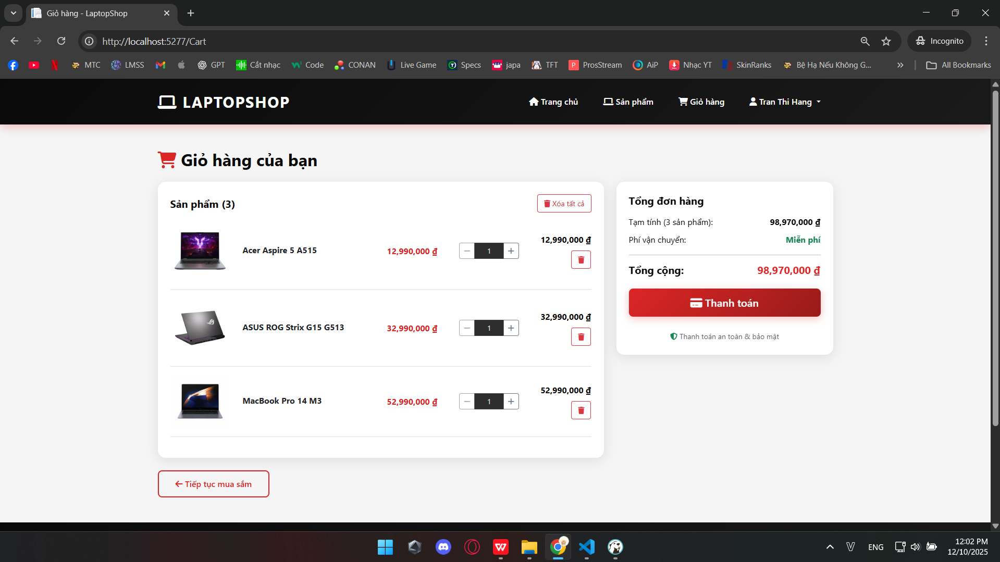 Giỏ hàng - LaptopShop
http://localhost:5277/Cart
Incognito
MTC LMSS GPT Cắt nhạc Code CONAN Live Game Specs japa TFT ProsStream AiP Nhạc YT SkinRanks Bệ Hạ Nếu Không G... All Bookmarks
LAPTOPSHOP
Trang chủ Sản phẩm Giỏ hàng Tran Thi Hang
Giỏ hàng của bạn
Sản phẩm (3)
Xóa tất cả
Acer Aspire 5 A515
12,990,000 ₫
1
12,990,000 ₫
ASUS ROG Strix G15 G513
32,990,000 ₫
1
32,990,000 ₫
MacBook Pro 14 M3
52,990,000 ₫
1
52,990,000 ₫
Tiếp tục mua sắm
Tổng đơn hàng
Tạm tính (3 sản phẩm): 98,970,000 ₫
Phí vận chuyển: Miễn phí
Tổng cộng: 98,970,000 ₫
Thanh toán
Thanh toán an toàn & bảo mật
ENG
12:02 PM
12/10/2025